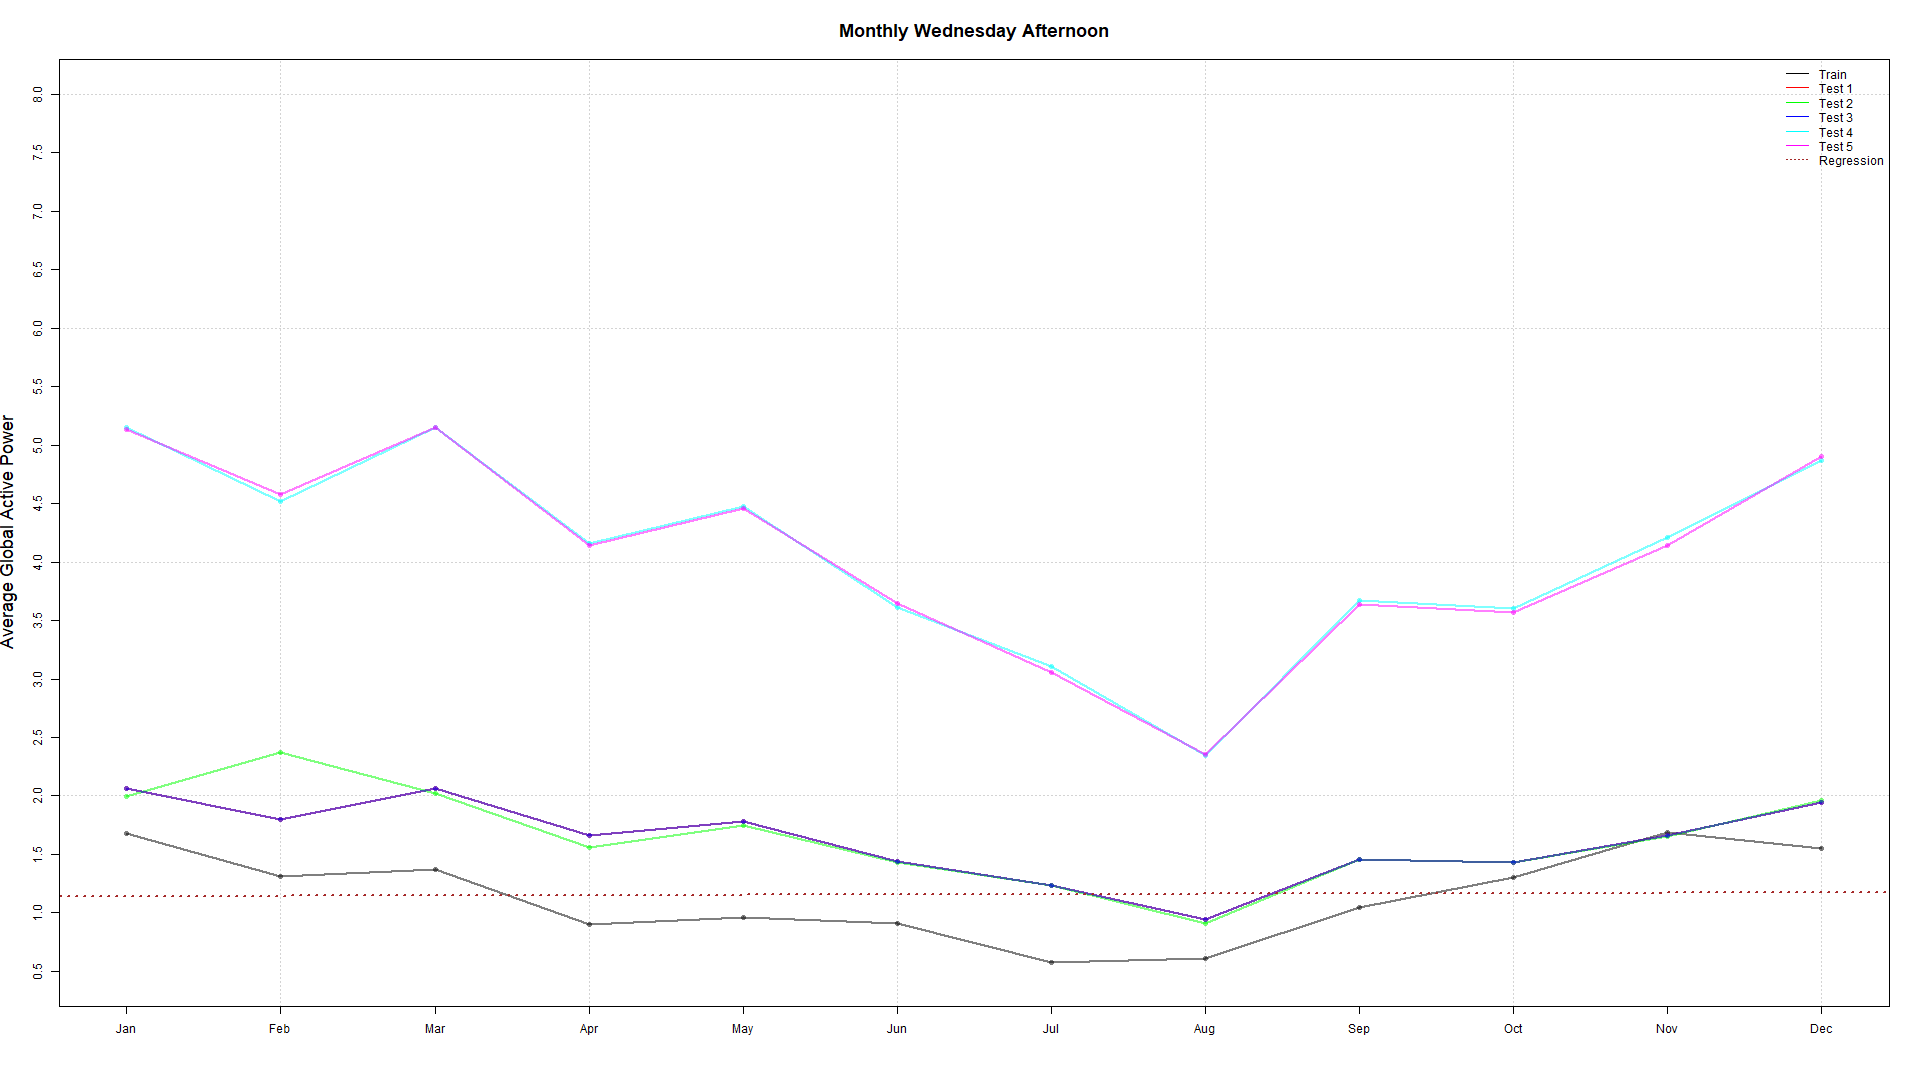 Monthly Wednesday Afternoon
Train
Test 1
Test 2
Test 3
Test 4
Test 5
Regression
Average Global Active Power
8.0
7.5
7.0
6.5
6.0
5.5
5.0
4.5
4.0
3.5
3.0
2.5
2.0
1.5
1.0
0.5
Jan Feb Mar Apr May Jun Jul Aug Sep Oct Nov Dec